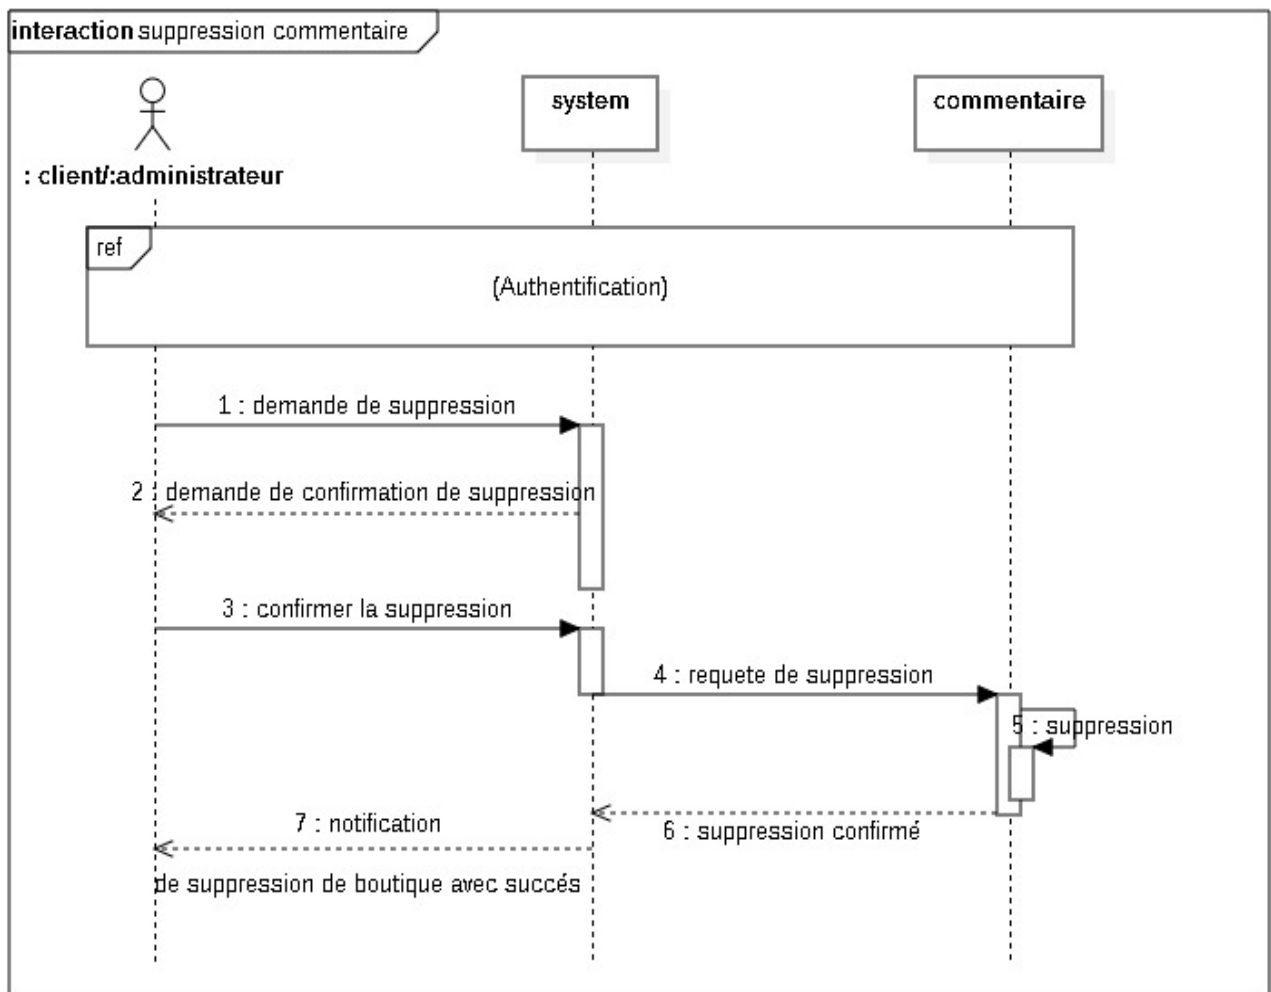 interaction suppression commentaire
system
commentaire
: client/:administrateur
ref
(Authentification)
1 : demande de suppression
2 : demande de confirmation de suppression
3 : confirmer la suppression
4 : requete de suppression
5 : suppression
6 : suppression confirmé
7 : notification
de suppression de boutique avec succés